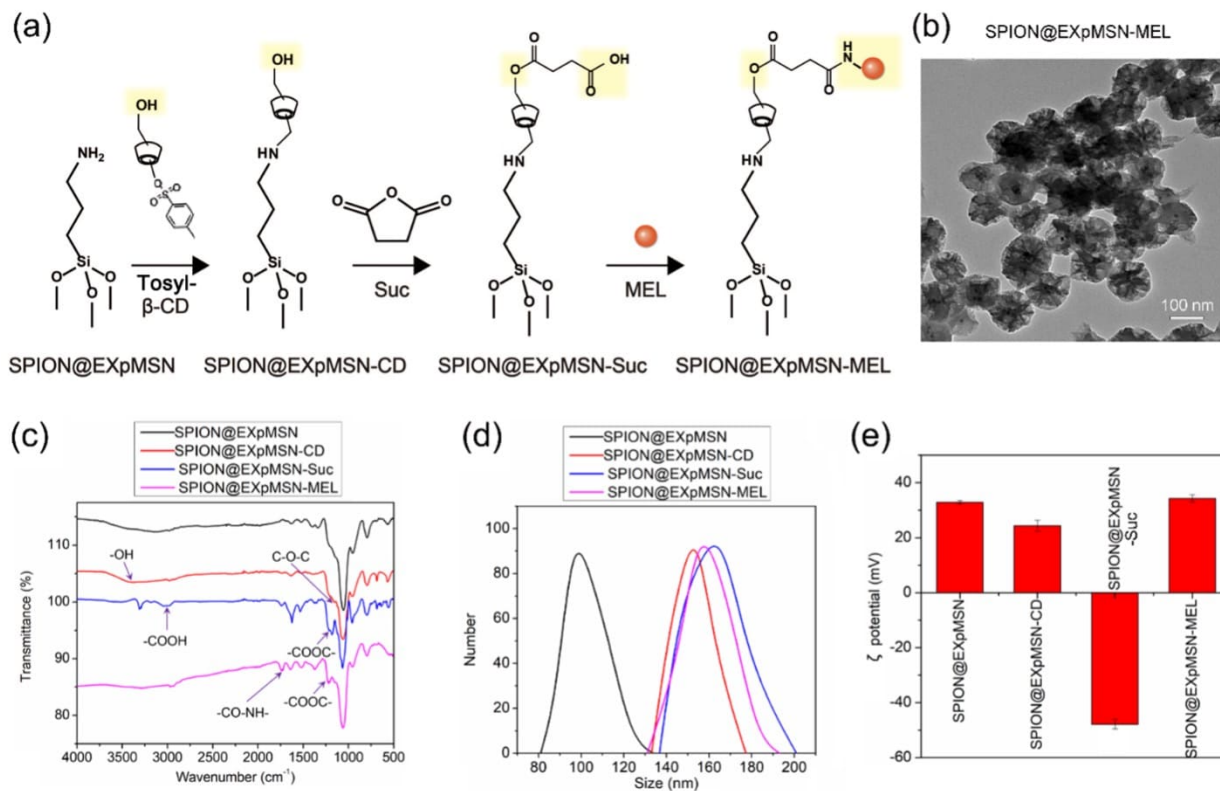 (a)
OH
NH₂
O
S
O
O
Si
O
O
O
Tosyl-
β-CD
SPION@EXpMSN
OH
HN
Si
O
O
O
SPION@EXpMSN-CD
O
O
O
Suc
O
OH
O
O
HN
Si
O
O
O
SPION@EXpMSN-Suc
MEL
O
H
N
O
O
HN
Si
O
O
O
SPION@EXpMSN-MEL
(b)
SPION@EXpMSN-MEL
100 nm
(c)
SPION@EXpMSN
SPION@EXpMSN-CD
SPION@EXpMSN-Suc
SPION@EXpMSN-MEL
Transmittance (%)
110
100
90
80
-OH
C-O-C
-COOH
-COOC-
-CO-NH-
-COOC-
4000 3500 3000 2500 2000 1500 1000 500
Wavenumber (cm⁻¹)
(d)
SPION@EXpMSN
SPION@EXpMSN-CD
SPION@EXpMSN-Suc
SPION@EXpMSN-MEL
Number
100
80
60
40
20
0
80 100 120 140 160 180 200
Size (nm)
(e)
ζ potential (mV)
40
20
0
-20
-40
-60
SPION@EXpMSN
SPION@EXpMSN-CD
SPION@EXpMSN
-Suc
SPION@EXpMSN-MEL